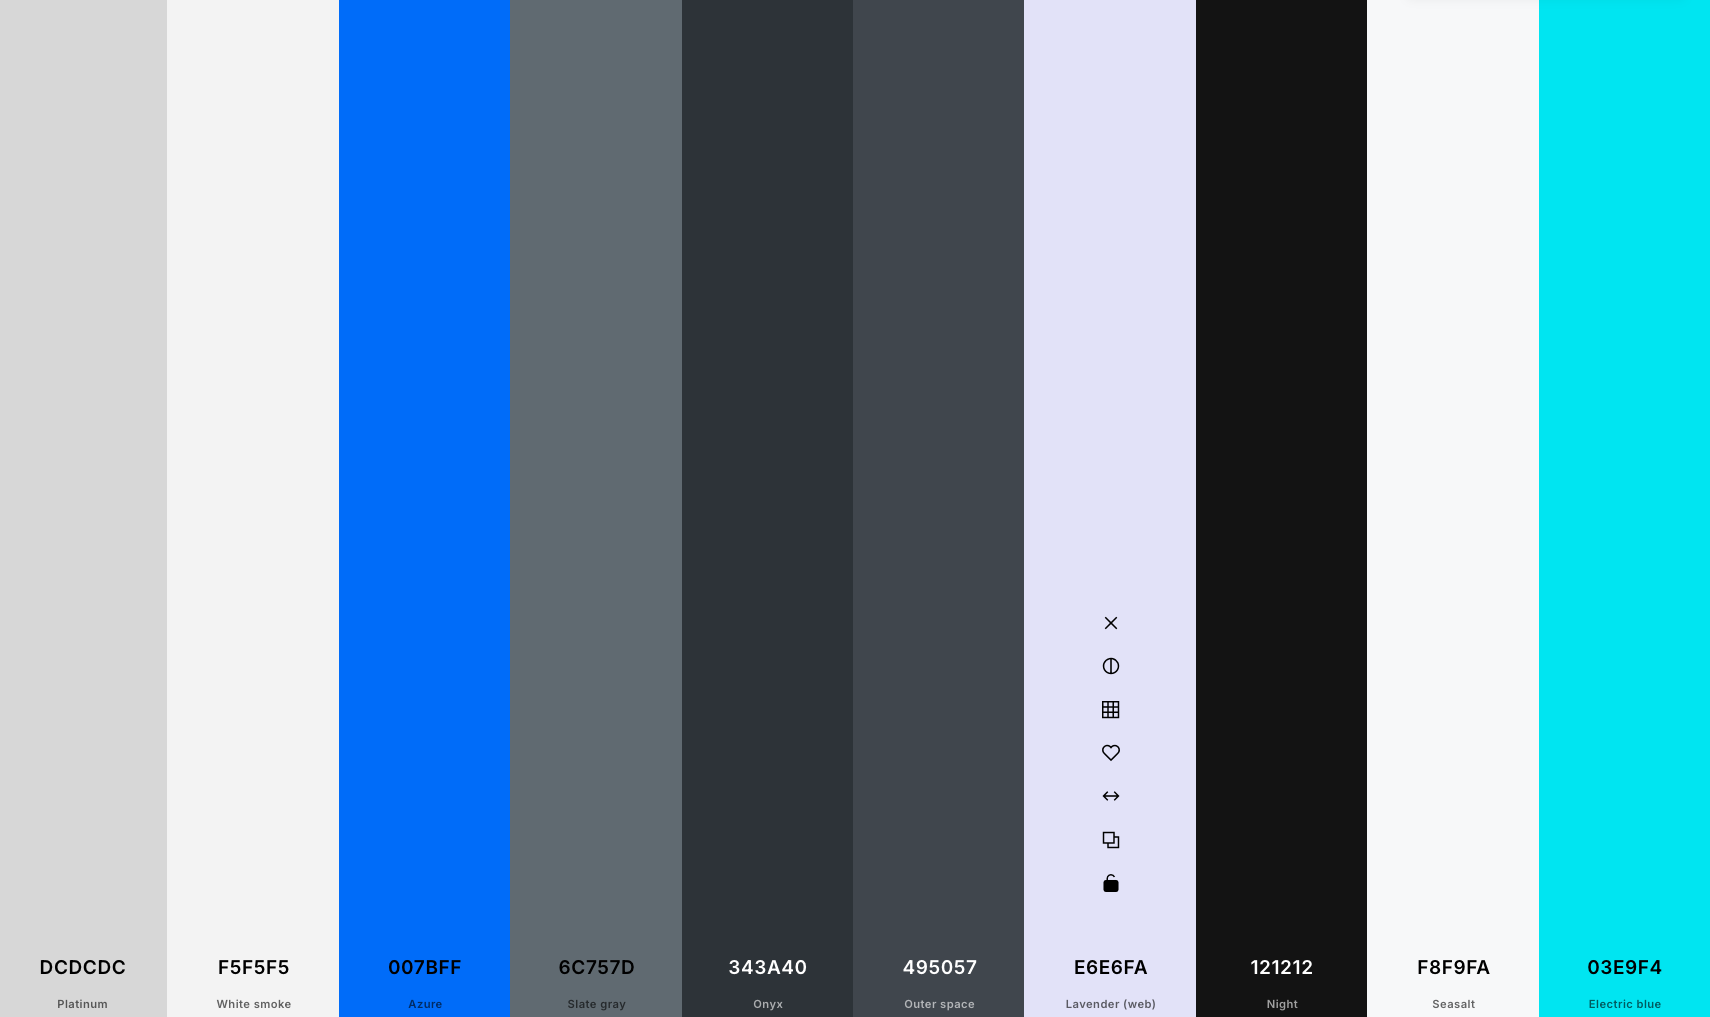 DCDCDC
Platinum
F5F5F5
White smoke
007BFF
Azure
6C757D
Slate gray
343A40
Onyx
495057
Outer space
E6E6FA
Lavender (web)
121212
Night
F8F9FA
Seasalt
03E9F4
Electric blue